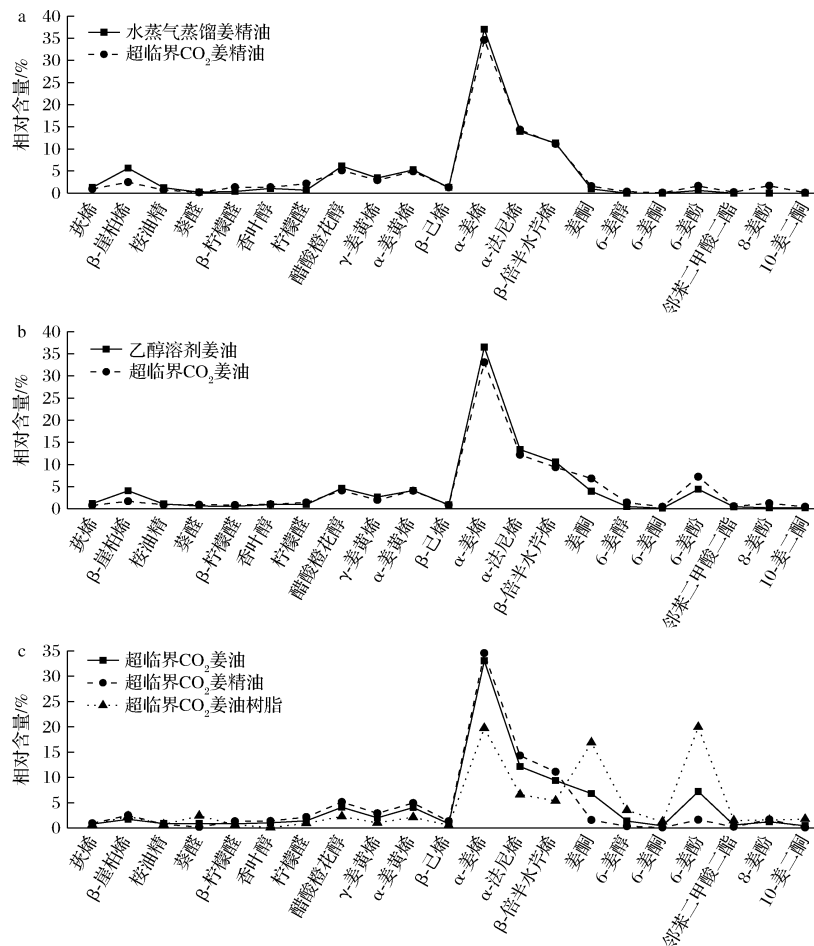 a
水蒸气蒸馏姜精油
超临界CO₂姜精油
相对含量/%
40
35
30
25
20
15
10
5
0
莰烯
β-崖柏烯
桉油精
葵醛
β-柠檬醛
香叶醇
柠檬醛
醋酸橙花醇
γ-姜黄烯
α-姜黄烯
β-己烯
α-姜烯
α-法尼烯
β-倍半水芹烯
姜酮
6-姜醇
6-姜酮
6-姜酚
邻苯二甲酸二酯
8-姜酚
10-姜二酮
b
乙醇溶剂姜油
超临界CO₂姜油
相对含量/%
40
35
30
25
20
15
10
5
0
莰烯
β-崖柏烯
桉油精
葵醛
β-柠檬醛
香叶醇
柠檬醛
醋酸橙花醇
γ-姜黄烯
α-姜黄烯
β-己烯
α-姜烯
α-法尼烯
β-倍半水芹烯
姜酮
6-姜醇
6-姜酮
6-姜酚
邻苯二甲酸二酯
8-姜酚
10-姜二酮
c
超临界CO₂姜油
超临界CO₂姜精油
超临界CO₂姜油树脂
相对含量/%
35
30
25
20
15
10
5
0
莰烯
β-崖柏烯
桉油精
葵醛
β-柠檬醛
香叶醇
柠檬醛
醋酸橙花醇
γ-姜黄烯
α-姜黄烯
β-己烯
α-姜烯
α-法尼烯
β-倍半水芹烯
姜酮
6-姜醇
6-姜酮
6-姜酚
邻苯二甲酸二酯
8-姜酚
10-姜二酮